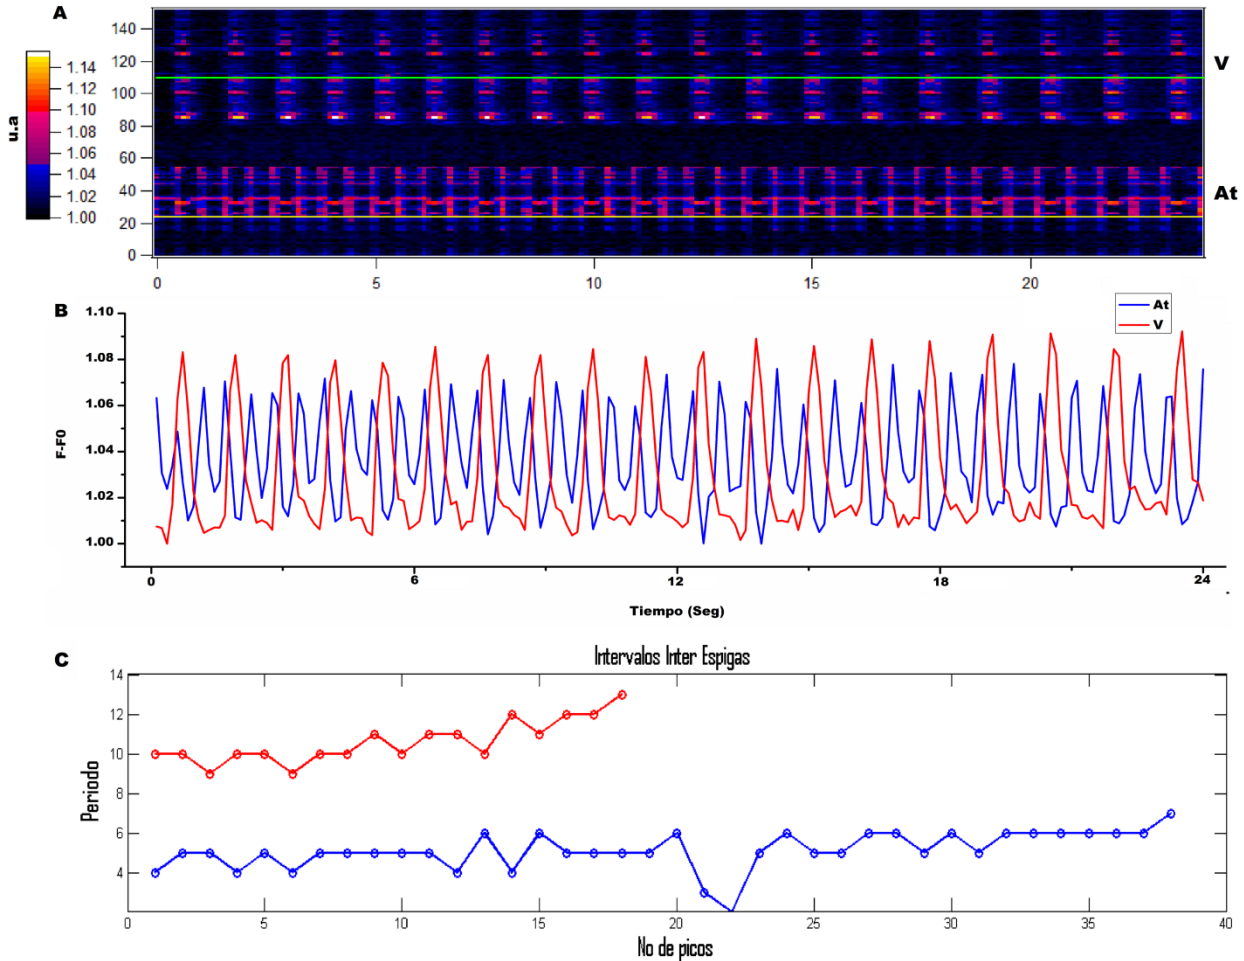 A
140
120
100
80
60
40
20
0
1.14
1.12
1.10
1.08
1.06
1.04
1.02
1.00
u.a
V
At
0 5 10 15 20
B
At
V
1.10
1.08
1.06
1.04
1.02
1.00
F-F0
0 6 12 18 24
Tiempo (Seg)
C
Intervalos Inter Espigas
14
12
10
8
6
4
Periodo
0 5 10 15 20 25 30 35 40
No de picos